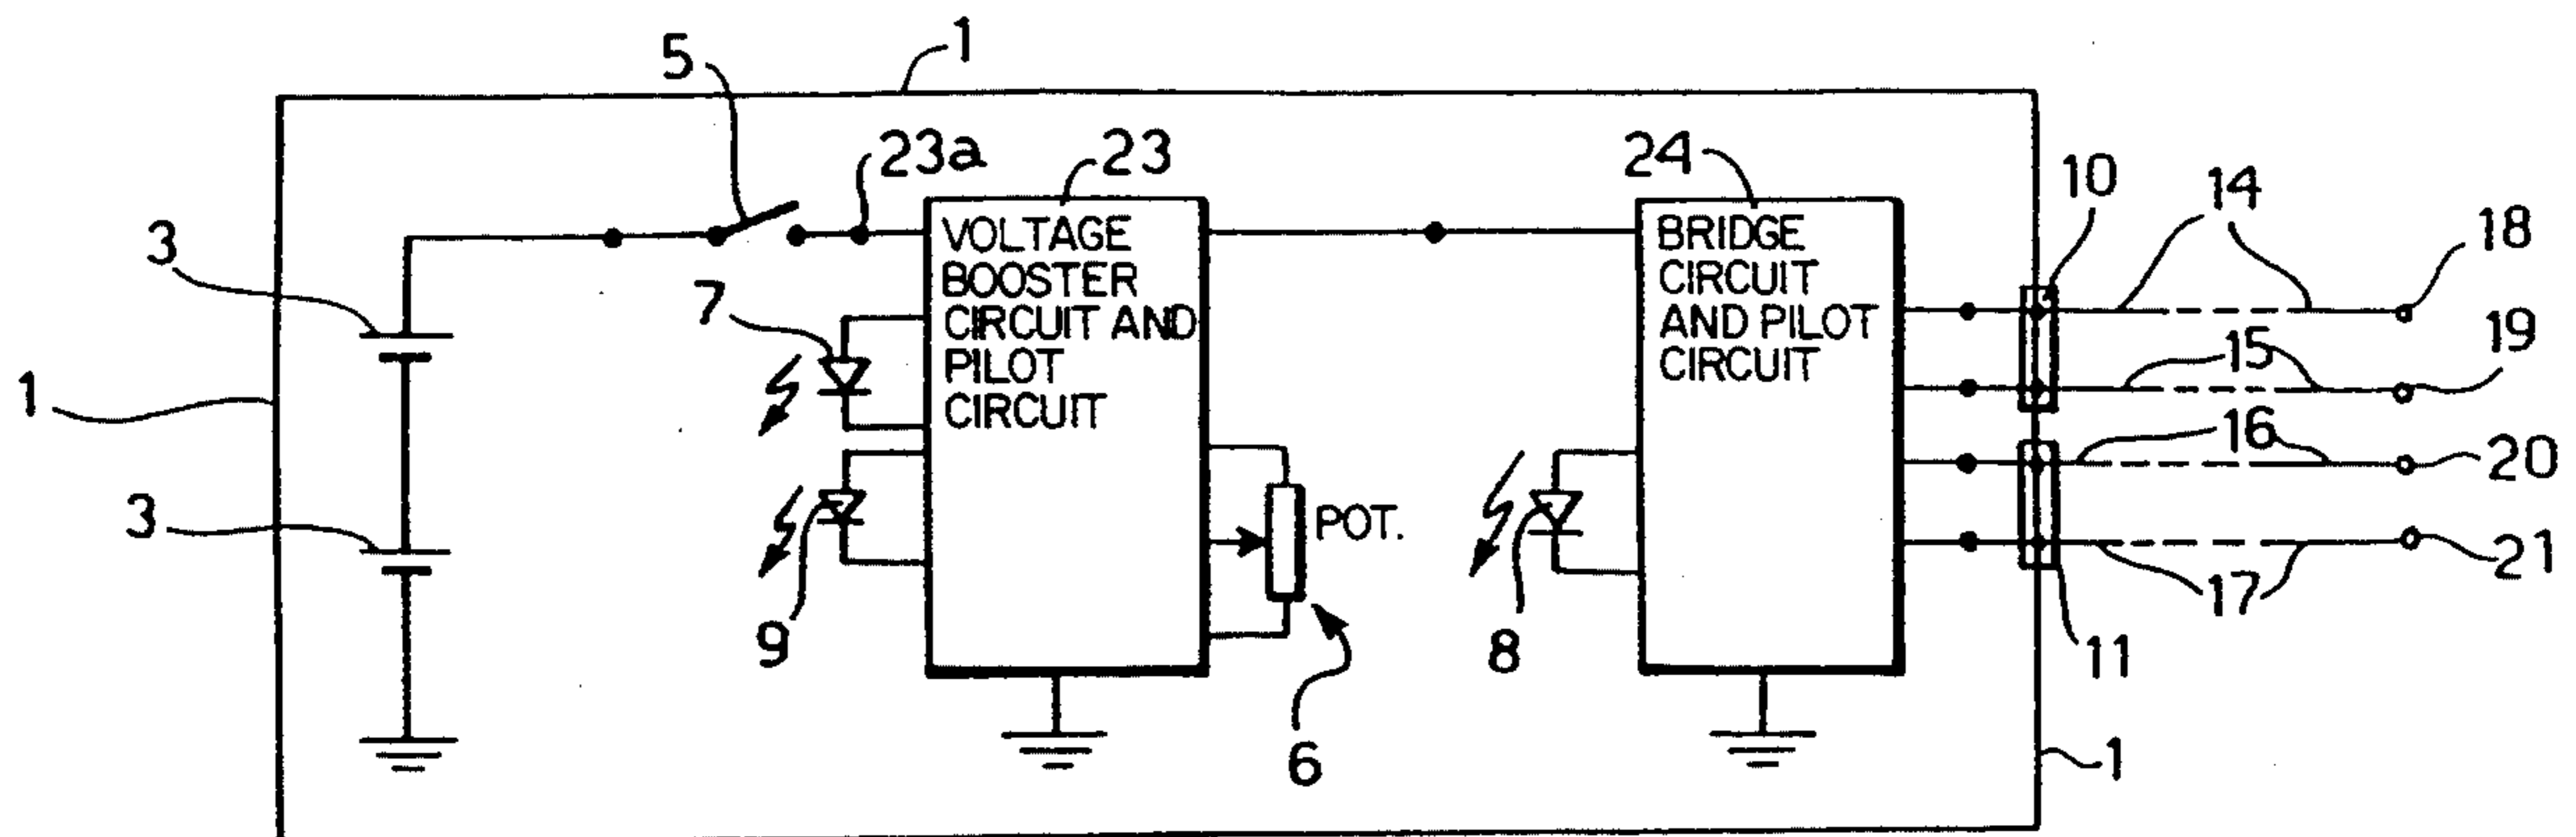 1
5
23a
23
24
10
14
18
3
VOLTAGE
BOOSTER
CIRCUIT AND
PILOT
CIRCUIT
BRIDGE
CIRCUIT
AND PILOT
CIRCUIT
7
15
19
1
16
20
3
POT.
9
8
17
21
11
6
1